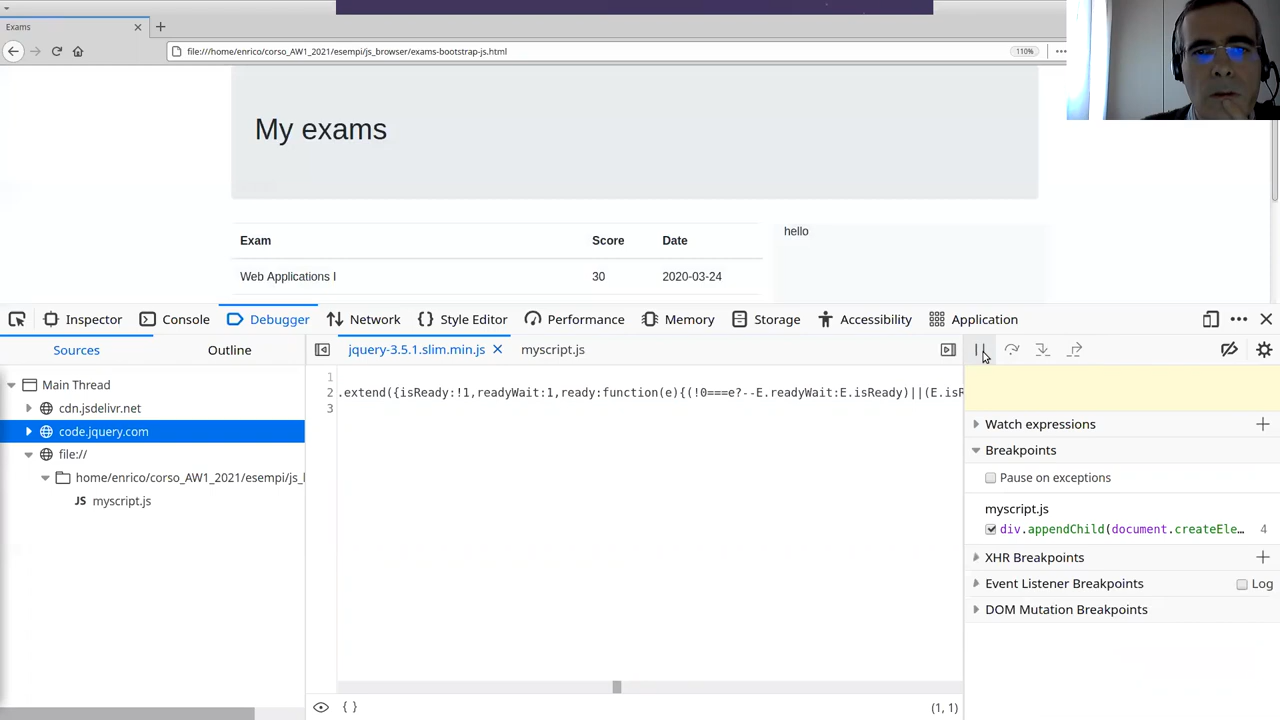 Exams
file:///home/enrico/corso_AW1_2021/esempi/js_browser/exams-bootstrap-js.html
110%
My exams
Exam Score Date
hello
Web Applications I 30 2020-03-24
Inspector Console Debugger Network Style Editor Performance Memory Storage Accessibility Application
Sources Outline
jquery-3.5.1.slim.min.js myscript.js
Main Thread
cdn.jsdelivr.net
code.jquery.com
file://
home/enrico/corso_AW1_2021/esempi/js_l
JS myscript.js
1
2 .extend({isReady:!1,readyWait:1,ready:function(e){(!0===e?--E.readyWait:E.isReady)||(E.isR
3
{ } (1, 1)
Watch expressions
Breakpoints
Pause on exceptions
myscript.js
div.appendChild(document.createEle… 4
XHR Breakpoints
Event Listener Breakpoints Log
DOM Mutation Breakpoints